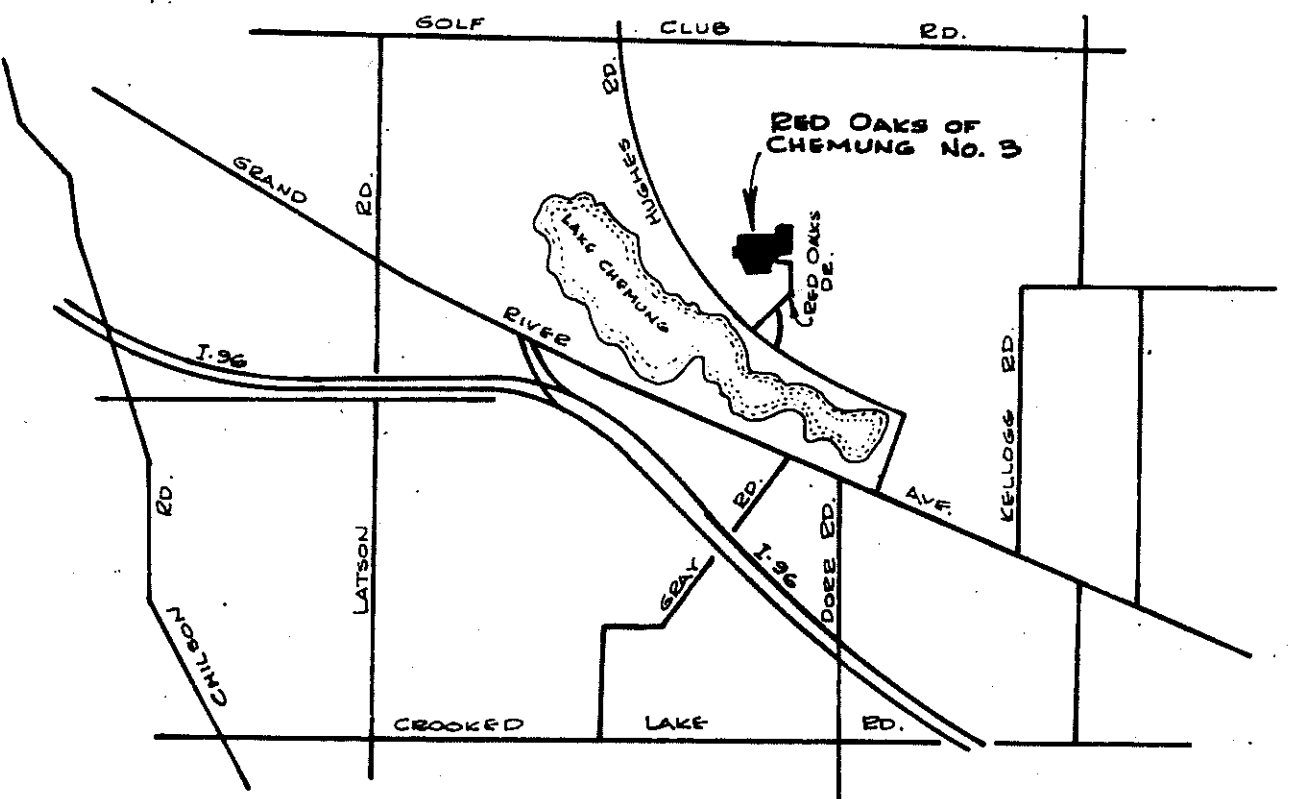 GOLF CLUB RD.
RD.
HUGHES
RED OAKS OF
CHEMUNG NO. 3
GRAND
RD.
LAKE CHEMUNG
RED OAKS
DR.
RIVER
I-96
KELLOGG RD.
RD.
RD.
AVE.
DORR RD.
I-96
LATSON
GRAY
CHILSON
CROOKED LAKE RD.